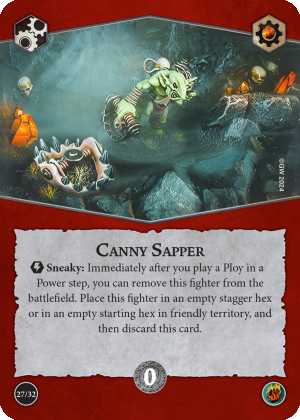 ©GW 2024
Canny Sapper
Sneaky: Immediately after you play a Ploy in a
Power step, you can remove this fighter from the
battlefield. Place this fighter in an empty stagger hex
or in an empty starting hex in friendly territory, and
then discard this card.
27/32
0